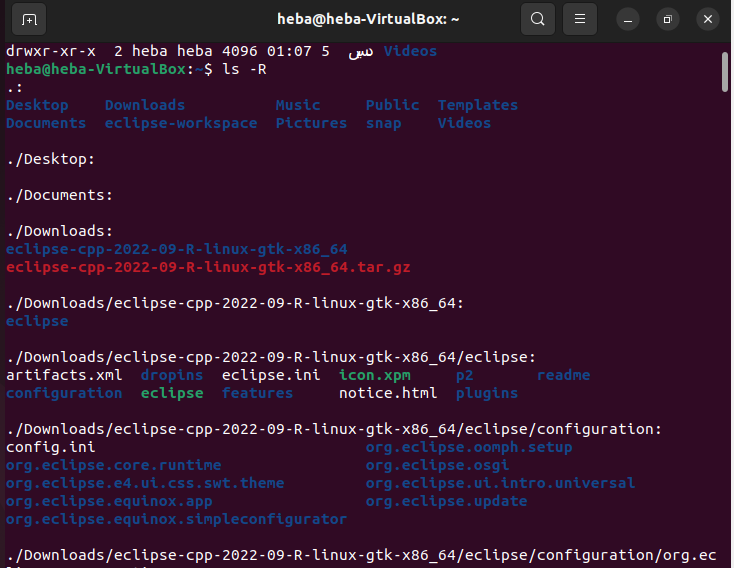 heba@heba-VirtualBox: ~
drwxr-xr-x  2 heba heba 4096 01:07 5  دىسىمبر Videos
heba@heba-VirtualBox:~$ ls -R
.:
Desktop    Downloads          Music     Public  Templates
Documents  eclipse-workspace  Pictures  snap    Videos
./Desktop:
./Documents:
./Downloads:
eclipse-cpp-2022-09-R-linux-gtk-x86_64
eclipse-cpp-2022-09-R-linux-gtk-x86_64.tar.gz
./Downloads/eclipse-cpp-2022-09-R-linux-gtk-x86_64:
eclipse
./Downloads/eclipse-cpp-2022-09-R-linux-gtk-x86_64/eclipse:
artifacts.xml  dropins  eclipse.ini  icon.xpm     p2       readme
configuration  eclipse  features     notice.html  plugins
./Downloads/eclipse-cpp-2022-09-R-linux-gtk-x86_64/eclipse/configuration:
config.ini                              org.eclipse.oomph.setup
org.eclipse.core.runtime                org.eclipse.osgi
org.eclipse.e4.ui.css.swt.theme         org.eclipse.ui.intro.universal
org.eclipse.equinox.app                 org.eclipse.update
org.eclipse.equinox.simpleconfigurator
./Downloads/eclipse-cpp-2022-09-R-linux-gtk-x86_64/eclipse/configuration/org.ec